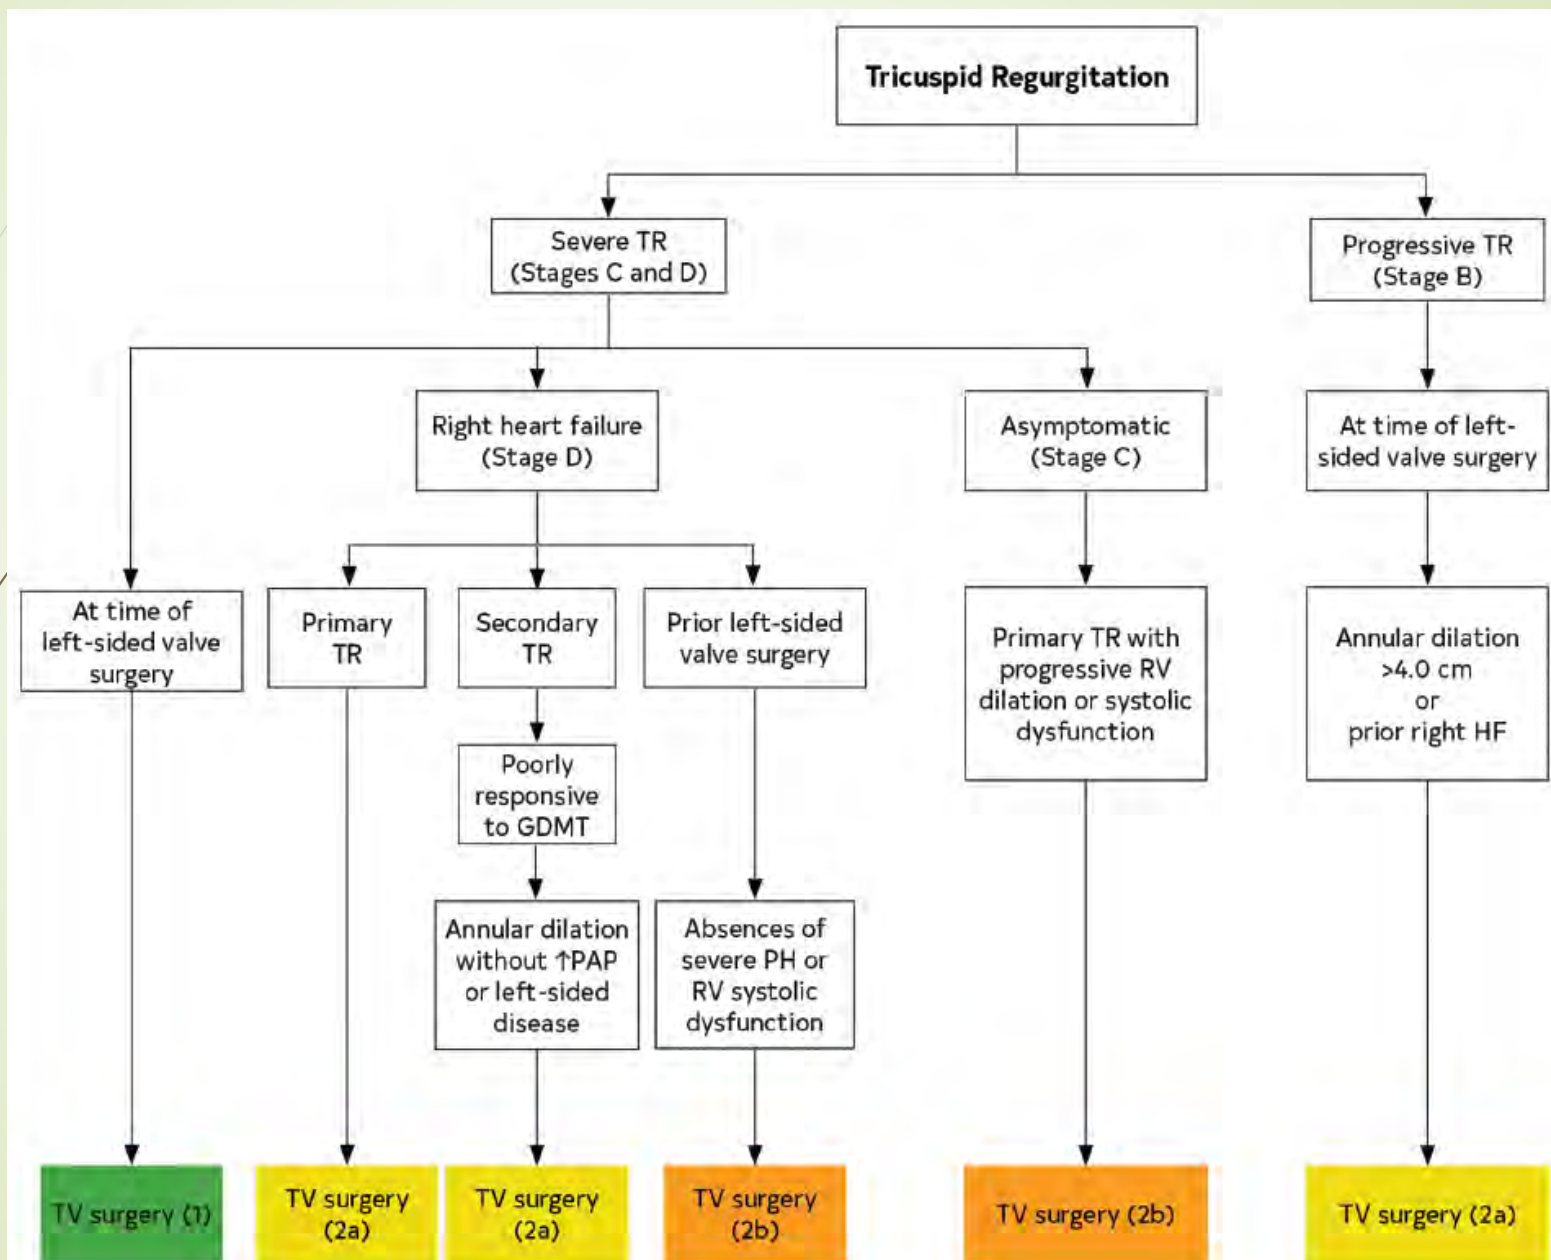 Tricuspid Regurgitation
Severe TR
(Stages C and D)
Progressive TR
(Stage B)
Right heart failure
(Stage D)
Asymptomatic
(Stage C)
At time of left-
sided valve surgery
At time of
left-sided valve
surgery
Primary
TR
Secondary
TR
Prior left-sided
valve surgery
Primary TR with
progressive RV
dilation or systolic
dysfunction
Annular dilation
>4.0 cm
or
prior right HF
Poorly
responsive
to GDMT
Annular dilation
without ↑PAP
or left-sided
disease
Absences of
severe PH or
RV systolic
dysfunction
TV surgery (1)
TV surgery
(2a)
TV surgery
(2a)
TV surgery
(2b)
TV surgery (2b)
TV surgery (2a)